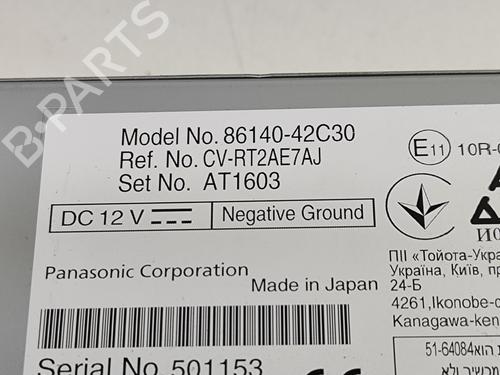 Model No. 86140-42C30
Ref. No. CV-RT2AE7AJ
Set No. AT1603
DC 12 V
Negative Ground
E11 10R-
Panasonic Corporation
Made in Japan
ПІІ «Тойота-Укра
Україна, Київ, пр
24-Б
4261, Ikonobe-c
Kanagawa-ken
Serial No. 501153
51-64084
B-PARTS